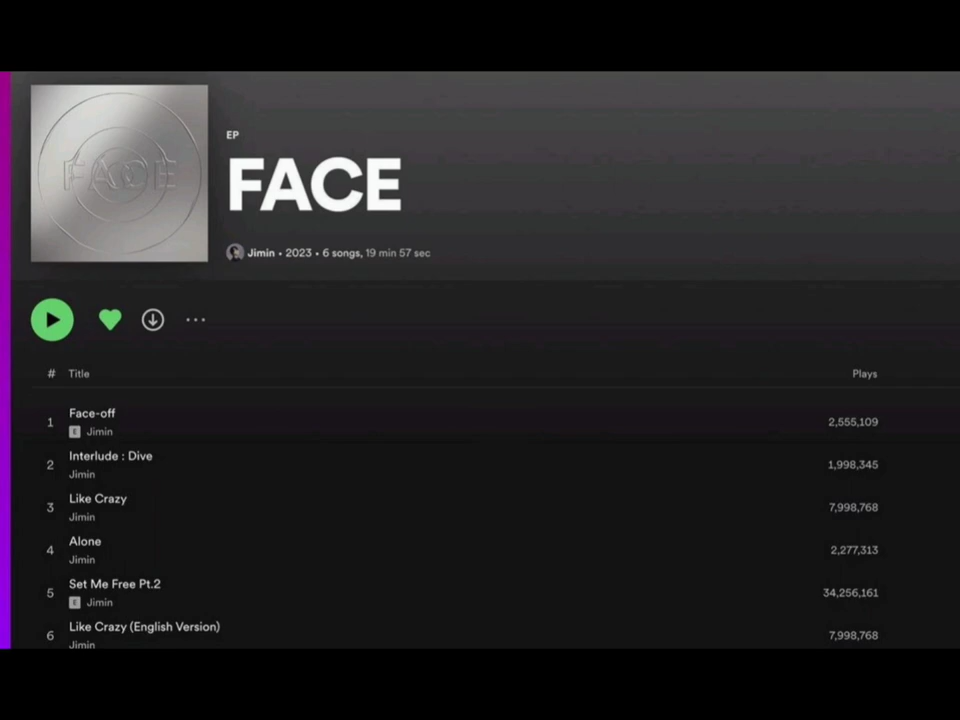 FACE
EP
FACE
Jimin • 2023 • 6 songs, 19 min 57 sec
# Title Plays
1 Face-off 2,555,109
E Jimin
2 Interlude : Dive 1,998,345
Jimin
3 Like Crazy 7,998,768
Jimin
4 Alone 2,277,313
Jimin
5 Set Me Free Pt.2 34,256,161
E Jimin
6 Like Crazy (English Version) 7,998,768
Jimin